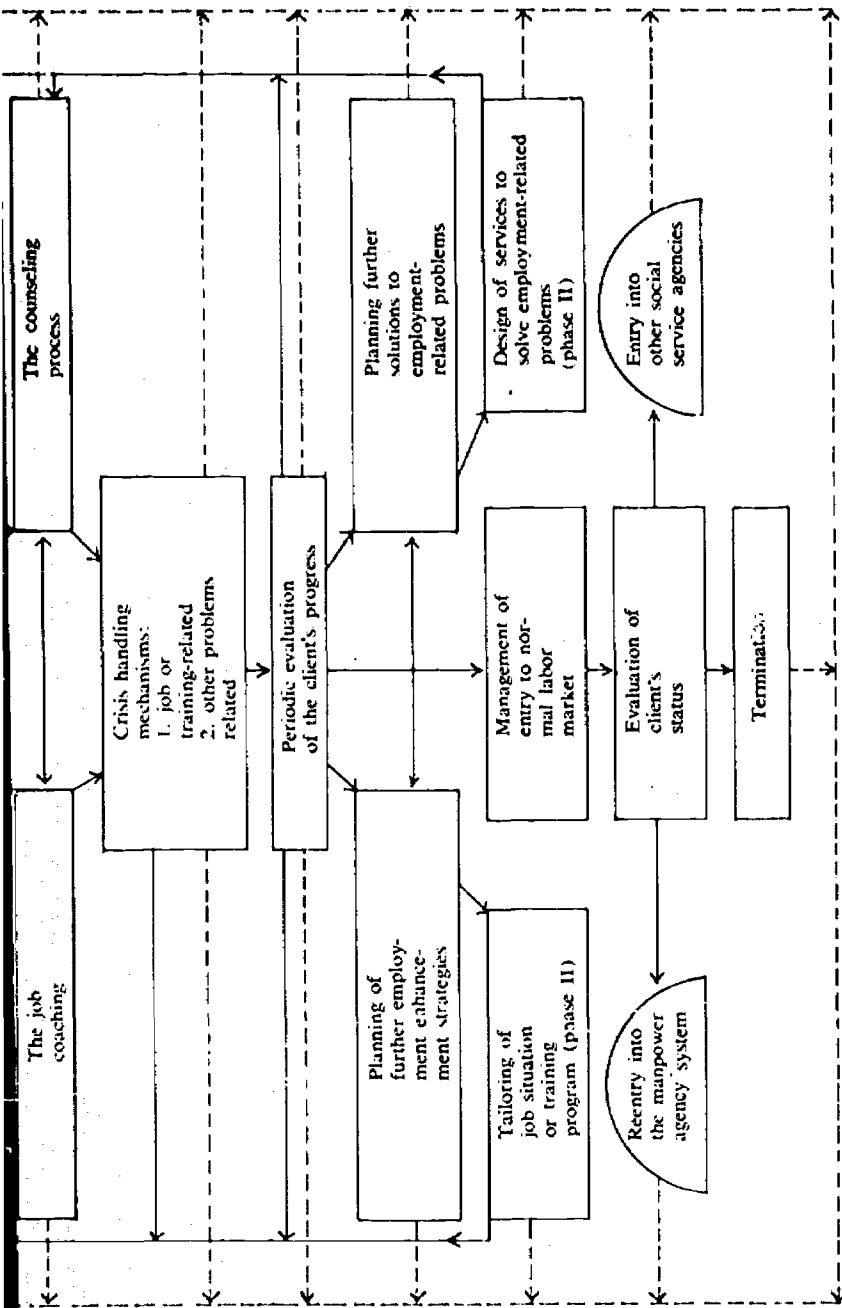 The job
coaching
The counseling
process
Crisis handling
mechanisms:
1. job or
training-related
2. other problems
related
Periodic evaluation
of the client's progress
Planning of
further employ-
ment enhance-
ment strategies
Planning further
solutions to
employment-
related problems
Tailoring of
job situation
or training
program (phase II)
Management of
entry to nor-
mal labor
market
Design of services to
solve employment-related
problems
(phase II)
Reentry into
the manpower
agency system
Evaluation of
client's
status
Entry into
other social
service agencies
Termination